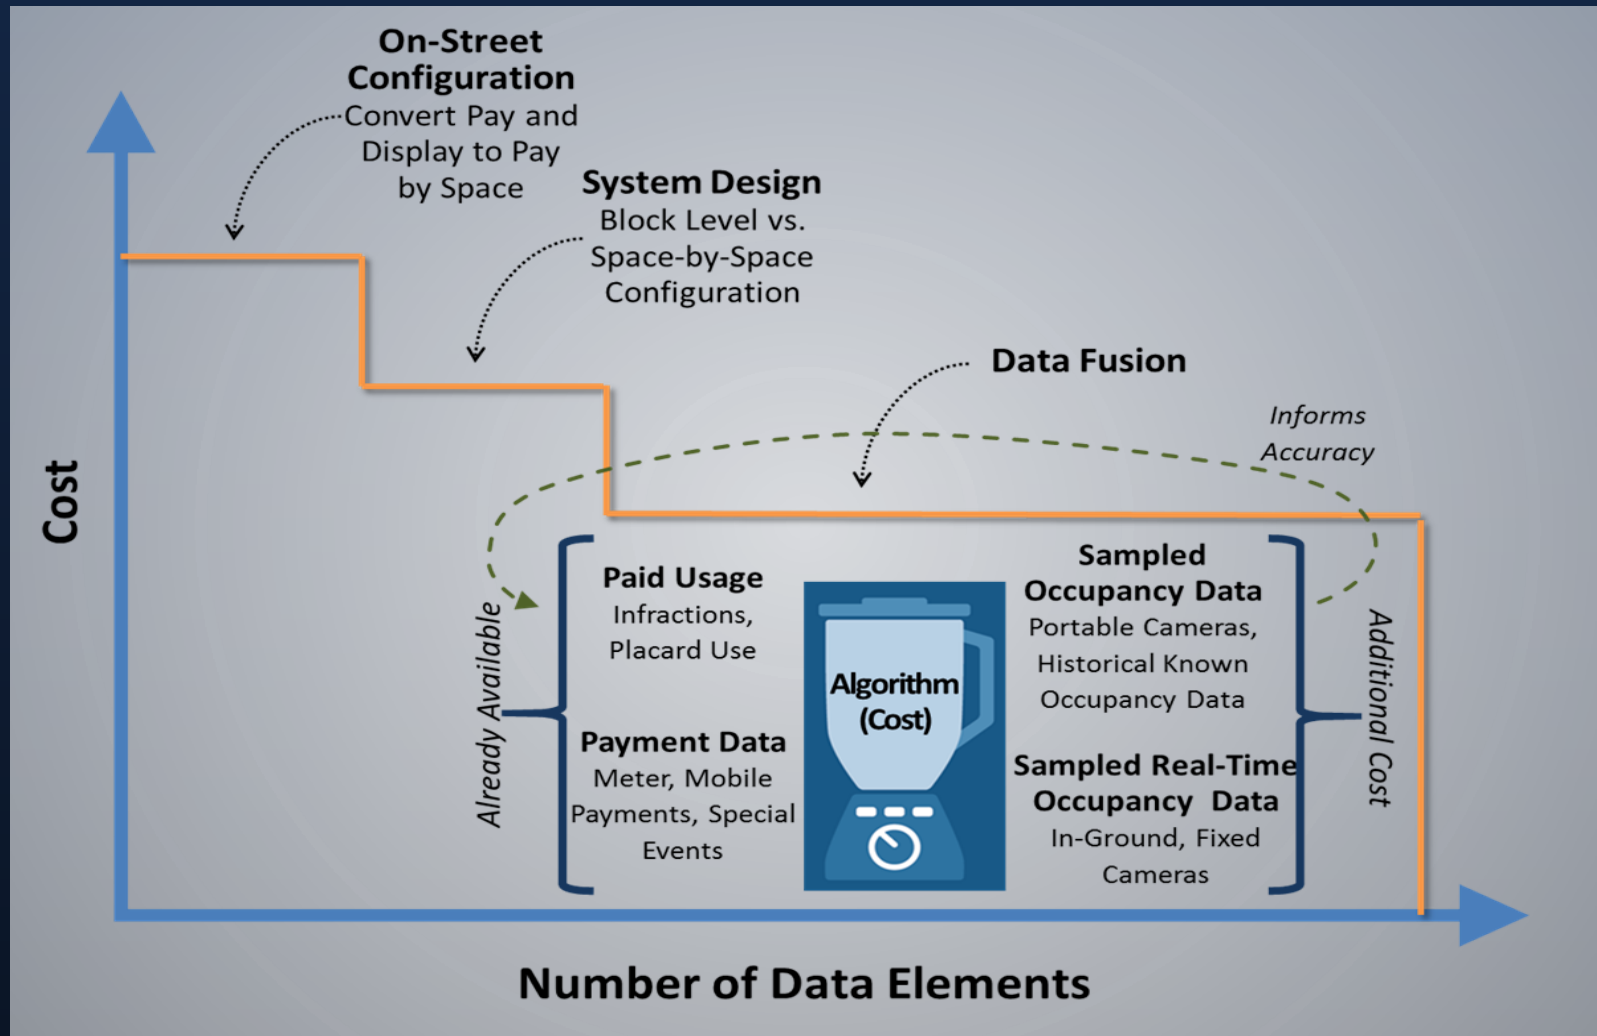 On-Street
Configuration
Convert Pay and
Display to Pay
by Space
System Design
Block Level vs.
Space-by-Space
Configuration
Data Fusion
Informs
Accuracy
Cost
Already Available
Paid Usage
Infractions,
Placard Use
Payment Data
Meter, Mobile
Payments, Special
Events
Algorithm
(Cost)
Sampled
Occupancy Data
Portable Cameras,
Historical Known
Occupancy Data
Sampled Real-Time
Occupancy Data
In-Ground, Fixed
Cameras
Additional Cost
Number of Data Elements